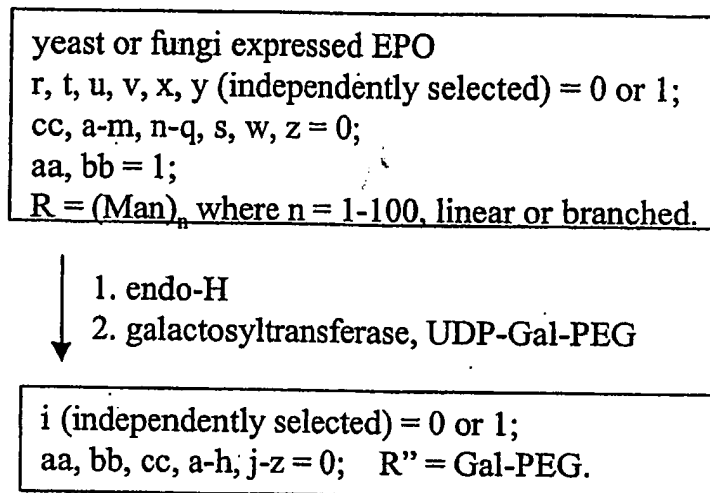 yeast or fungi expressed EPO
r, t, u, v, x, y (independently selected) = 0 or 1;
cc, a-m, n-q, s, w, z = 0;
aa, bb = 1;
R = (Man)n where n = 1-100, linear or branched.
1. endo-H
2. galactosyltransferase, UDP-Gal-PEG
i (independently selected) = 0 or 1;
aa, bb, cc, a-h, j-z = 0; R” = Gal-PEG.